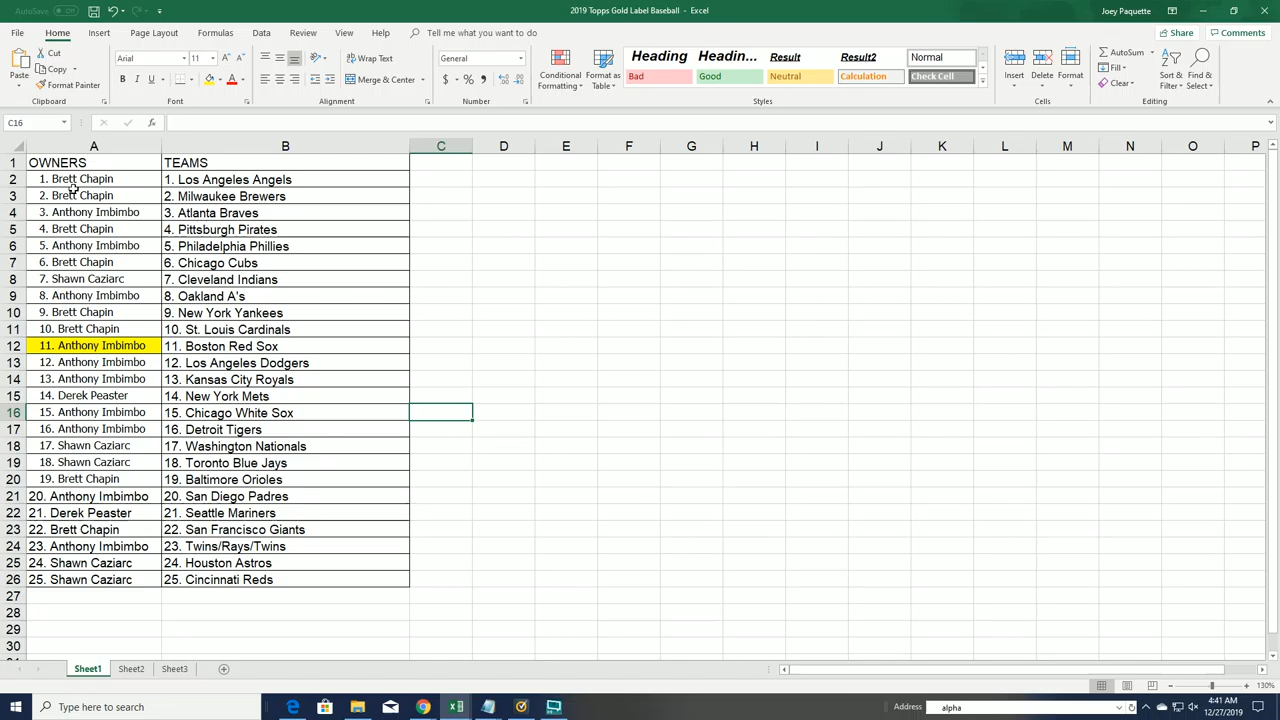 AutoSave Off
2019 Topps Gold Label Baseball - Excel
Joey Paquette
File Home Insert Page Layout Formulas Data Review View Help Tell me what you want to do
Share Comments
Paste
Cut
Copy
Format Painter
Clipboard
Arial 11
B I U
Font
Wrap Text
Merge & Center
Alignment
General
$ %
Number
Conditional Formatting
Format as Table
Heading Headin... Result Result2 Normal
Bad Good Neutral Calculation Check Cell
Styles
Insert Delete Format
Cells
AutoSum
Fill
Clear
Sort & Filter
Find & Select
Editing
C16
fx
A B C D E F G H I J K L M N O P
1 OWNERS TEAMS
2 1. Brett Chapin 1. Los Angeles Angels
3 2. Brett Chapin 2. Milwaukee Brewers
4 3. Anthony Imbimbo 3. Atlanta Braves
5 4. Brett Chapin 4. Pittsburgh Pirates
6 5. Anthony Imbimbo 5. Philadelphia Phillies
7 6. Brett Chapin 6. Chicago Cubs
8 7. Shawn Caziarc 7. Cleveland Indians
9 8. Anthony Imbimbo 8. Oakland A's
10 9. Brett Chapin 9. New York Yankees
11 10. Brett Chapin 10. St. Louis Cardinals
12 11. Anthony Imbimbo 11. Boston Red Sox
13 12. Anthony Imbimbo 12. Los Angeles Dodgers
14 13. Anthony Imbimbo 13. Kansas City Royals
15 14. Derek Peaster 14. New York Mets
16 15. Anthony Imbimbo 15. Chicago White Sox
17 16. Anthony Imbimbo 16. Detroit Tigers
18 17. Shawn Caziarc 17. Washington Nationals
19 18. Shawn Caziarc 18. Toronto Blue Jays
20 19. Brett Chapin 19. Baltimore Orioles
21 20. Anthony Imbimbo 20. San Diego Padres
22 21. Derek Peaster 21. Seattle Mariners
23 22. Brett Chapin 22. San Francisco Giants
24 23. Anthony Imbimbo 23. Twins/Rays/Twins
25 24. Shawn Caziarc 24. Houston Astros
26 25. Shawn Caziarc 25. Cincinnati Reds
27
28
29
30
Sheet1 Sheet2 Sheet3
130%
Type here to search
Address alpha
4:41 AM
12/27/2019